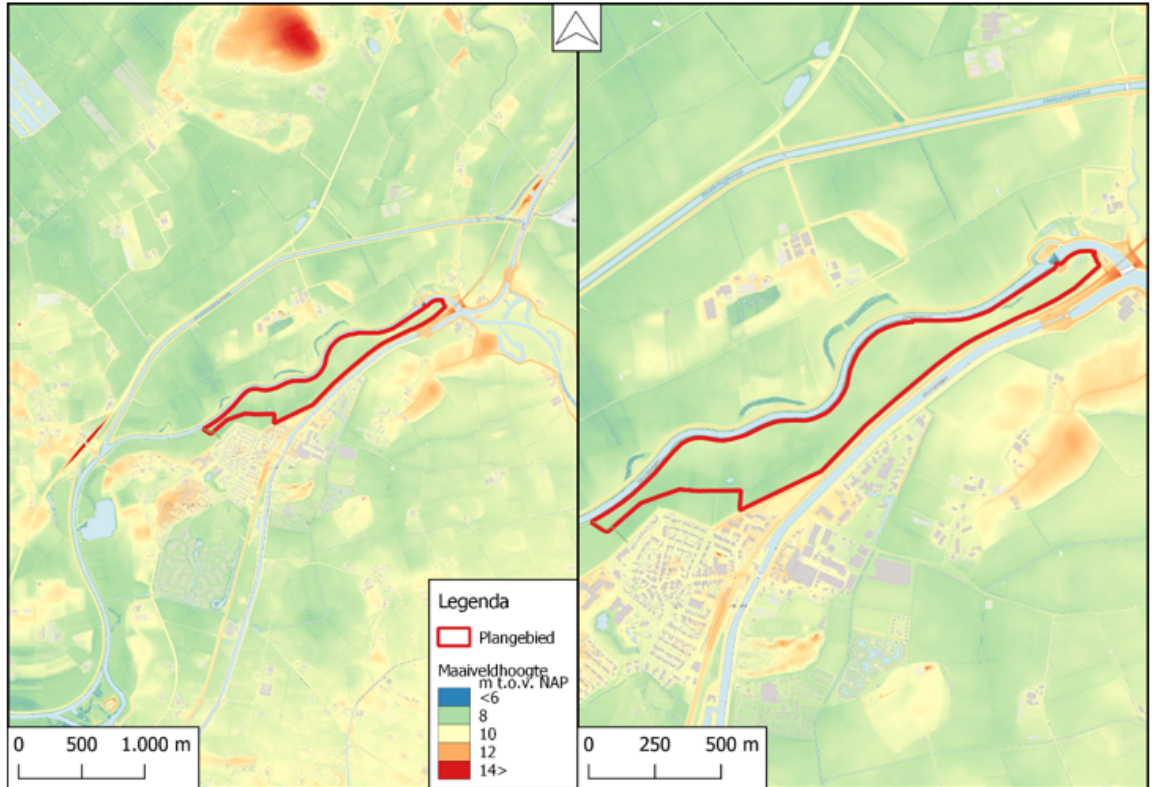 Legenda
Plangebied
Maaiveldhoogte
m t.o.v. NAP
<6
8
10
12
14>
0 500 1.000 m
0 250 500 m